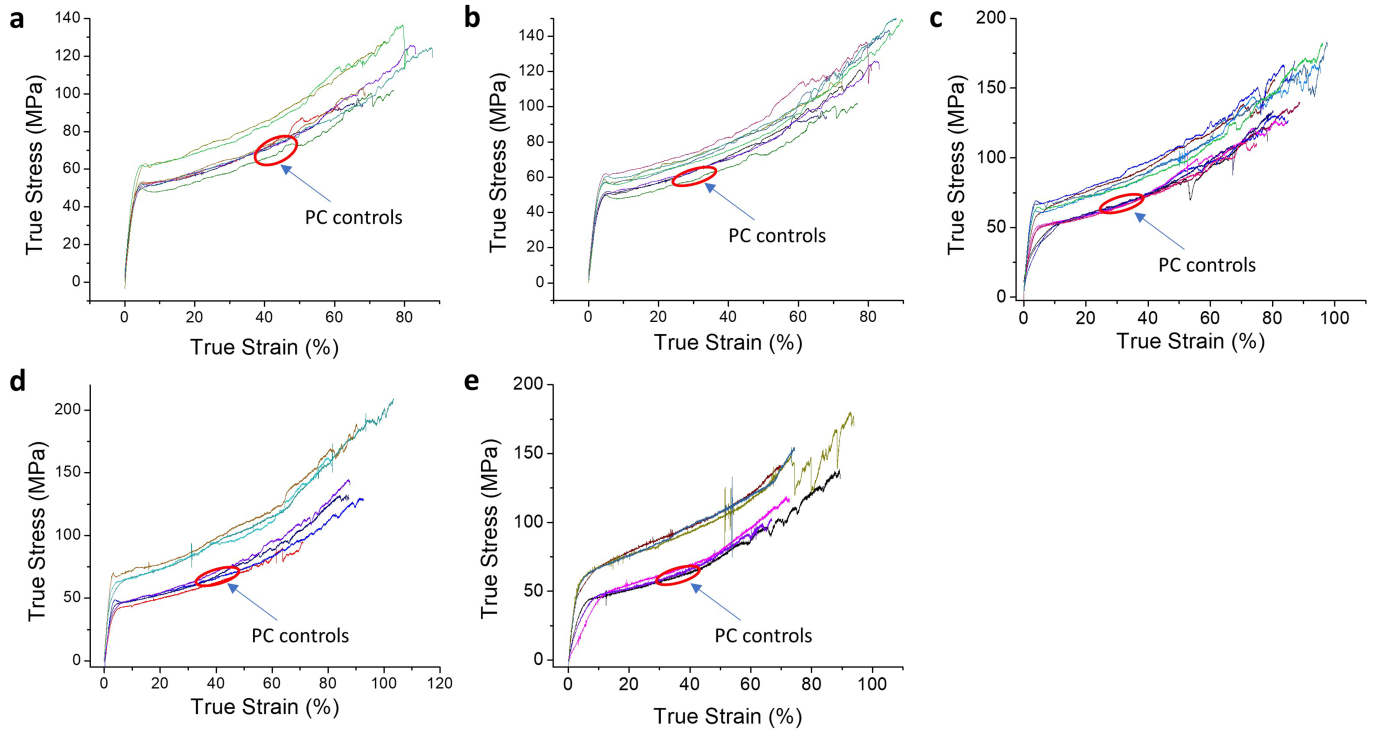 a
140
120
100
80
60
40
20
0
True Stress (MPa)
PC controls
0 20 40 60 80
True Strain (%)
b
140
120
100
80
60
40
20
0
True Stress (MPa)
PC controls
0 20 40 60 80
True Strain (%)
c
200
150
100
50
0
True Stress (MPa)
PC controls
0 20 40 60 80 100
True Strain (%)
d
200
150
100
50
0
True Stress (MPa)
PC controls
0 20 40 60 80 100 120
True Strain (%)
e
200
150
100
50
0
True Stress (MPa)
PC controls
0 20 40 60 80 100
True Strain (%)